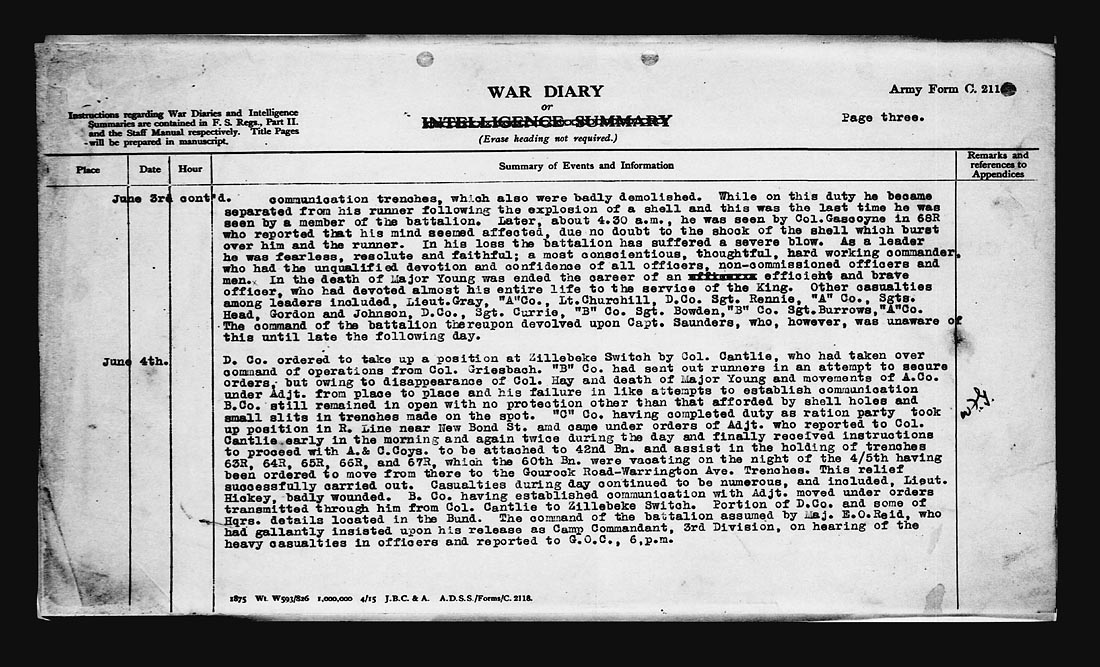 WAR DIARY
or
INTELLIGENCE SUMMARY
(Erase heading not required.)
Army Form C. 211
Page three.
Instructions regarding War Diaries and Intelligence
Summaries are contained in F. S. Regs., Part II.
and the Staff Manual respectively. Title Pages
will be prepared in manuscript.
Place Date Hour Summary of Events and Information
Remarks and
references to
Appendices
June 3rd cont'd. communication trenches, which also were badly demolished. While on this duty he became
separated from his runner following the explosion of a shell and this was the last time he was
seen by a member of the battalion. Later, about 4.30 a.m., he was seen by Col.Gascoyne in 68R
who reported that his mind seemed affected, due no doubt to the shock of the shell which burst
over him and the runner. In his loss the battalion has suffered a severe blow. As a leader
he was fearless, resolute and faithful; a most conscientious, thoughtful, hard working commander,
who had the unqualified devotion and confidence of all officers, non-commissioned officers and
men. In the death of Major Young was ended the career of an efficient and brave
officer, who had devoted almost his entire life to the service of the King. Other casualties
among leaders included, Lieut.Gray, "A"Co., Lt.Churchill, D.Co. Sgt. Rennie, "A" Co., Sgts.
Head, Gordon and Johnson, D.Co., Sgt. Currie, "B" Co. Sgt. Bowden,"B" Co. Sgt.Burrows,"A"Co.
The command of the battalion thereupon devolved upon Capt. Saunders, who, however, was unaware of
this until late the following day.
June 4th. D. Co. ordered to take up a position at Zillebeke Switch by Col. Cantlie, who had taken over
command of operations from Col. Griesbach. "B" Co. had sent out runners in an attempt to secure
orders, but owing to disappearance of Col. Hay and death of Major Young and movements of A.Co.
under Adjt. from place to place and his failure in like attempts to establish communication
B.Co. still remained in open with no protection other than that afforded by shell holes and
small slits in trenches made on the spot. "C" Co. having completed duty as ration party took
up position in R. Line near New Bond St. and came under orders of Adjt. who reported to Col.
Cantlie early in the morning and again twice during the day and finally received instructions
to proceed with A.& C.Coys. to be attached to 42nd Bn. and assist in the holding of trenches
63R, 64R, 65R, 66R, and 67R, which the 60th Bn. were vacating on the night of the 4/5th having
been ordered to move from there to the Gourock Road-Warrington Ave. Trenches. This relief
successfully carried out. Casualties during day continued to be numerous, and included, Lieut.
Hickey, badly wounded. B. Co. having established communication with Adjt. moved under orders
transmitted through him from Col. Cantlie to Zillebeke Switch. Portion of D.Co. and some of
Hqrs. details located in the Bund. The command of the battalion assumed by Maj. E.O.Reid, who
had gallantly insisted upon his release as Camp Commandant, 3rd Division, on hearing of the
heavy casualties in officers and reported to G.O.C., 6,p.m.
1875 Wt. W593/826 1,000,000 4/15 J.B.C. & A. A.D.S.S./Forms/C. 2118.